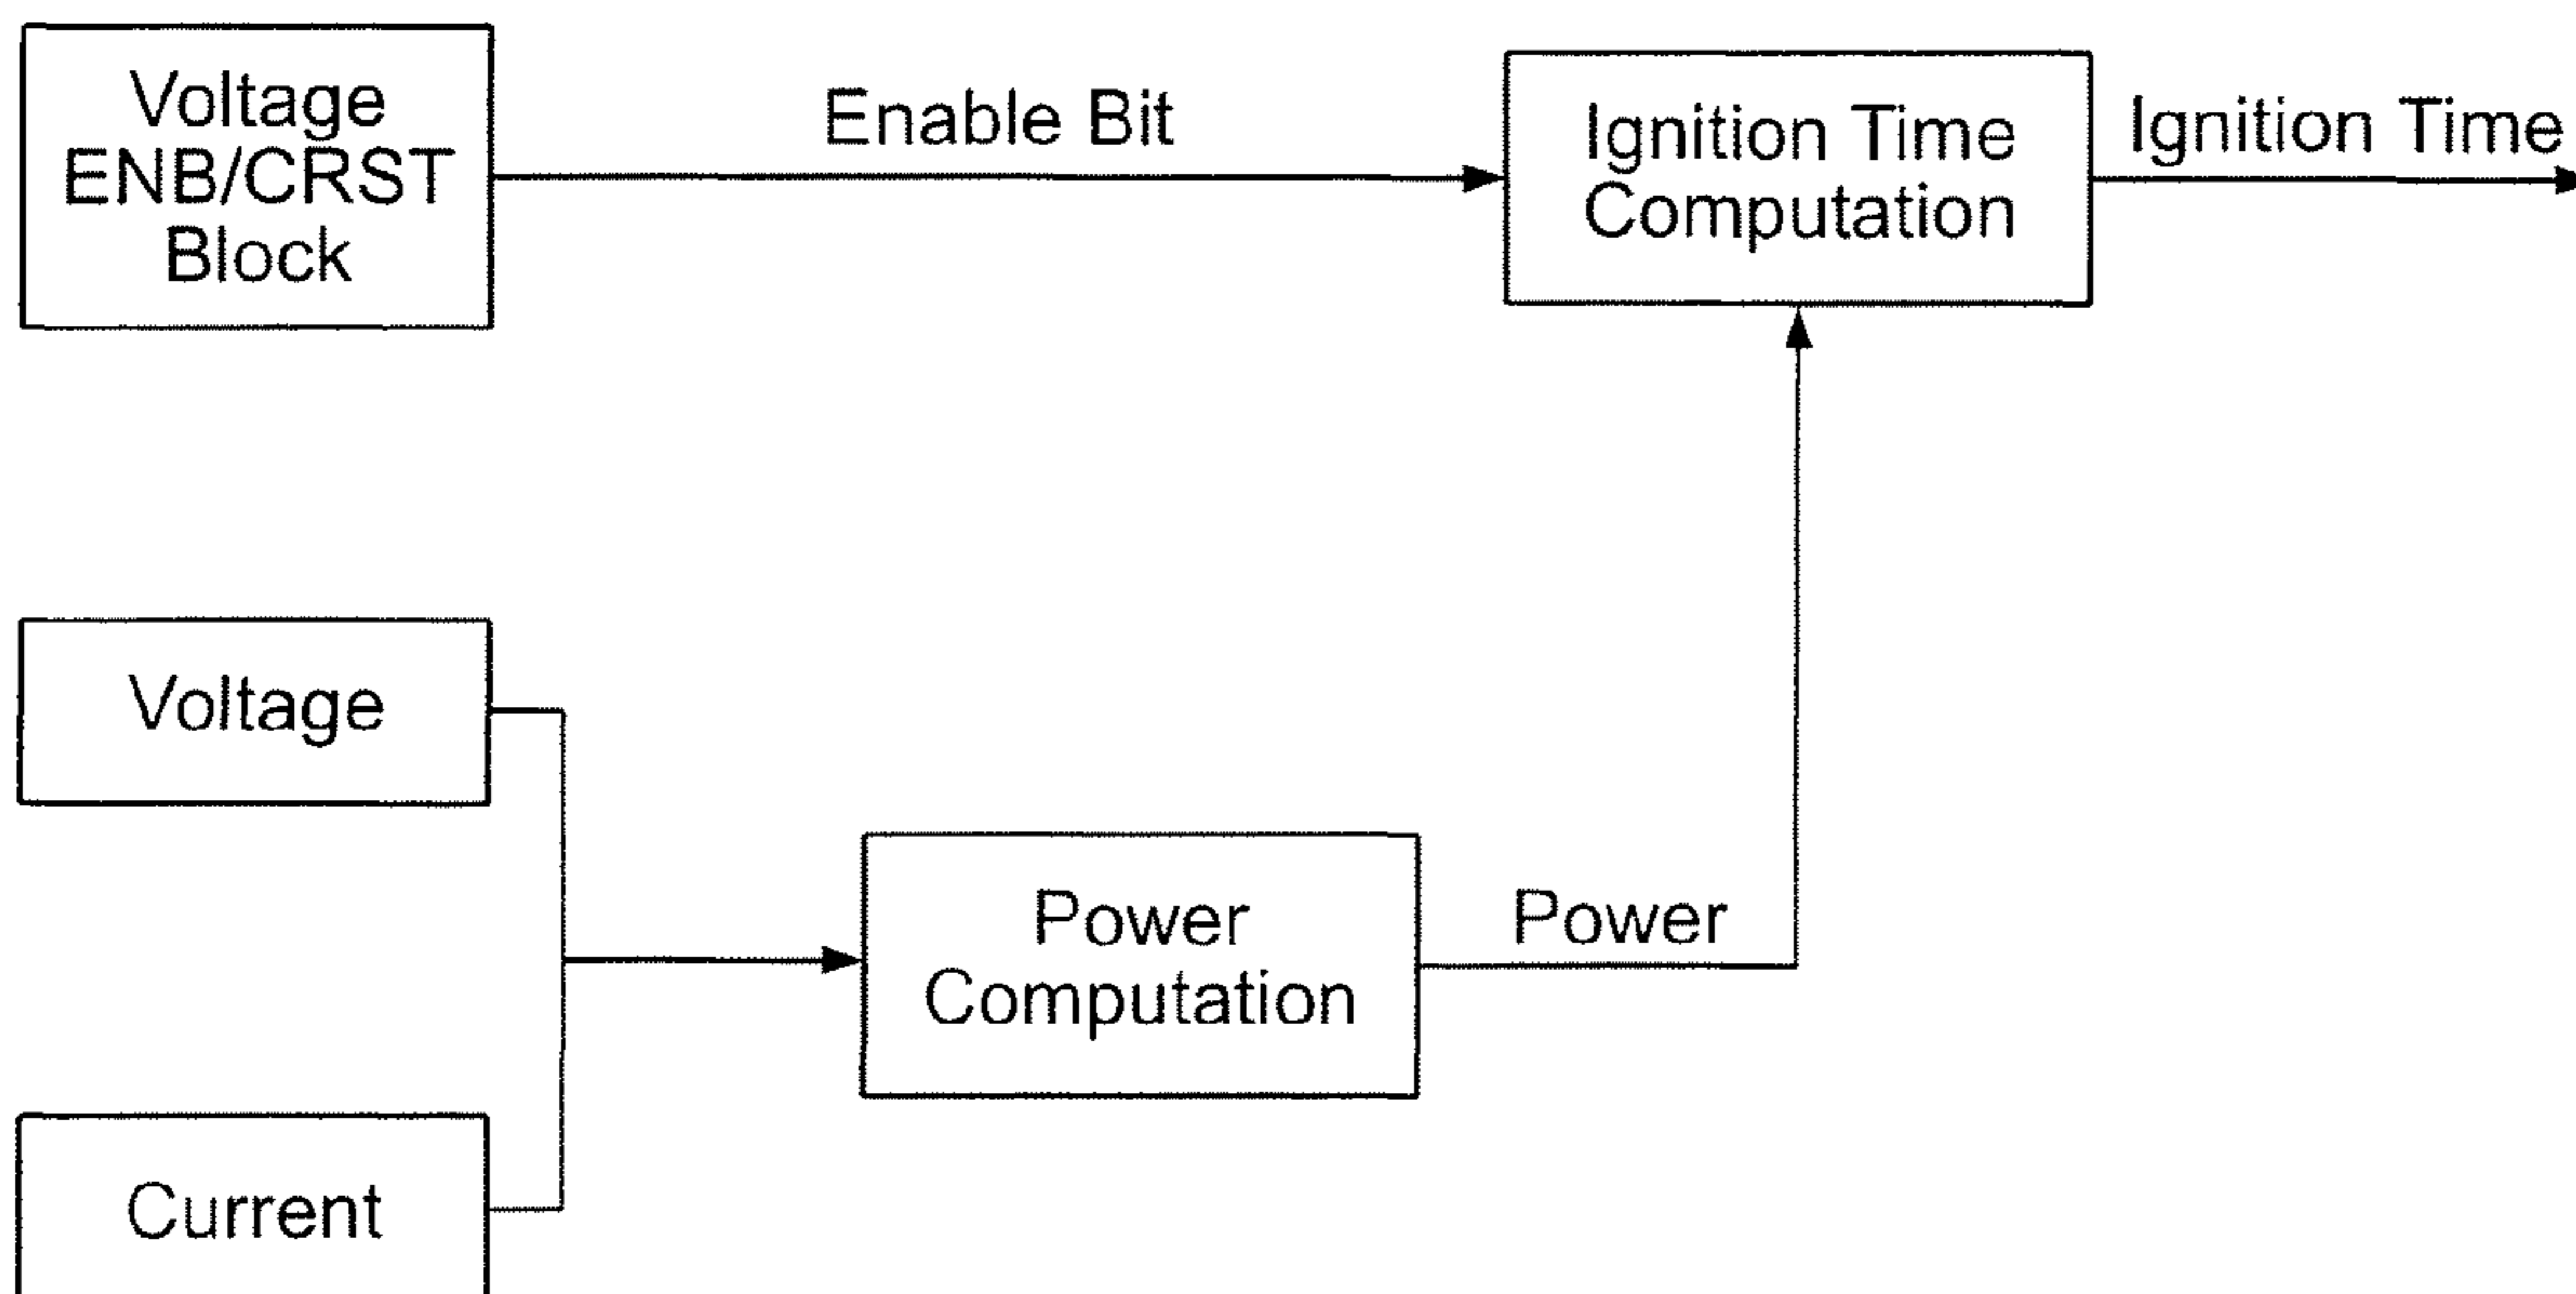 Voltage
ENB/CRST
Block
Enable Bit
Ignition Time
Computation
Ignition Time
Voltage
Power
Computation
Power
Current